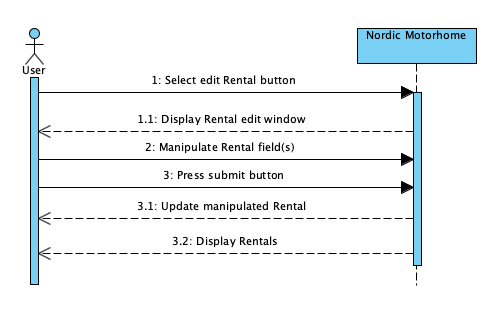 Nordic Motorhome
User
1: Select edit Rental button
1.1: Display Rental edit window
2: Manipulate Rental field(s)
3: Press submit button
3.1: Update manipulated Rental
3.2: Display Rentals